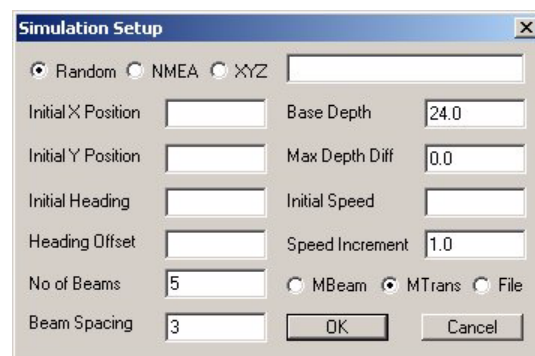 Simulation Setup
Random NMEA XYZ
Initial X Position Base Depth 24.0
Initial Y Position Max Depth Diff 0.0
Initial Heading Initial Speed
Heading Offset Speed Increment 1.0
No of Beams 5 MBeam MTrans File
Beam Spacing 3 OK Cancel